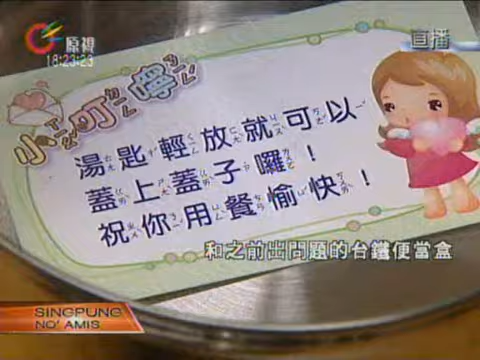 原視
18:23:23
直播
小叮嚀
湯匙輕放就可以
蓋上蓋子囉！
祝你用餐愉快！
和之前出問題的台鐵便當盒
SINGPUNG
NO' AMIS